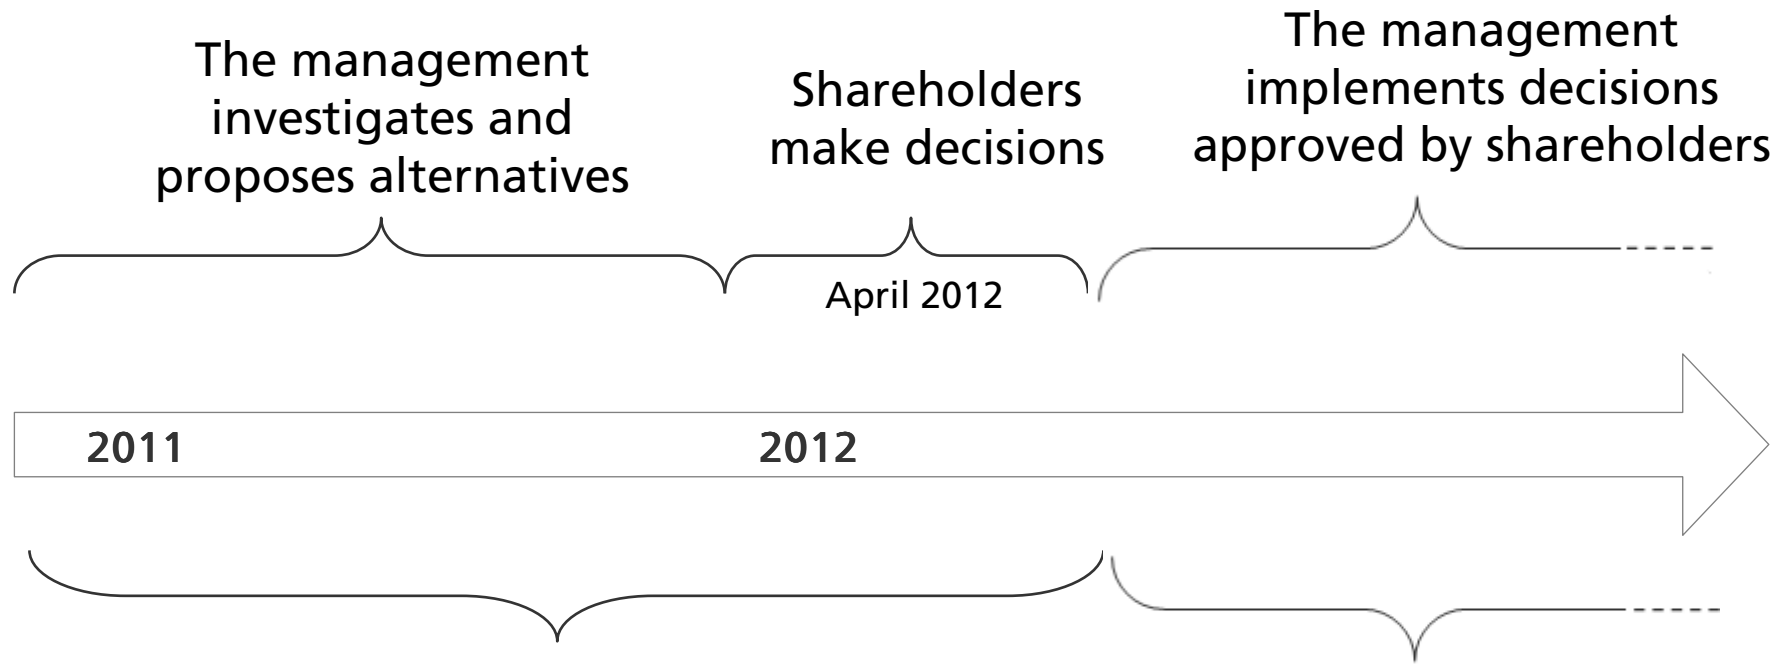 The management
investigates and
proposes alternatives
Shareholders
make decisions
The management
implements decisions
approved by shareholders
April 2012
2011
2012